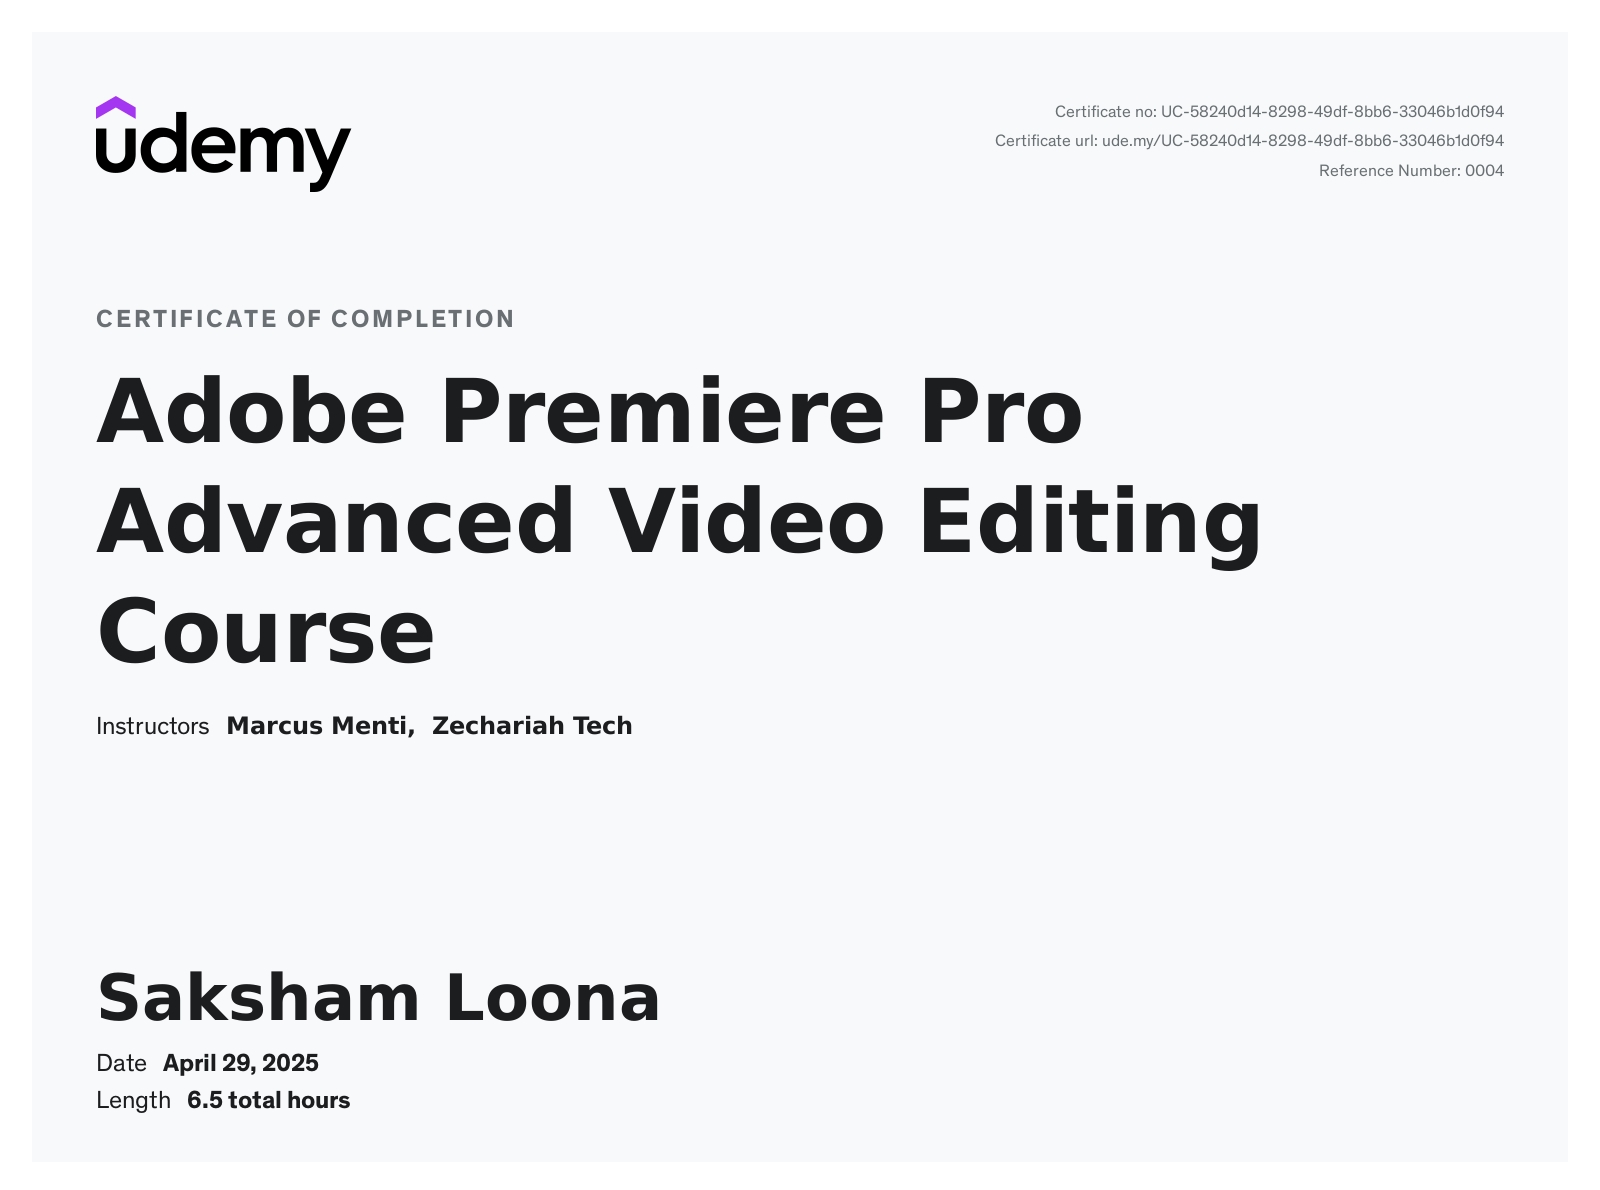 udemy
Certificate no: UC-58240d14-8298-49df-8bb6-33046b1d0f94
Certificate url: ude.my/UC-58240d14-8298-49df-8bb6-33046b1d0f94
Reference Number: 0004
CERTIFICATE OF COMPLETION
Adobe Premiere Pro
Advanced Video Editing
Course
Instructors Marcus Menti, Zechariah Tech
Saksham Loona
Date April 29, 2025
Length 6.5 total hours